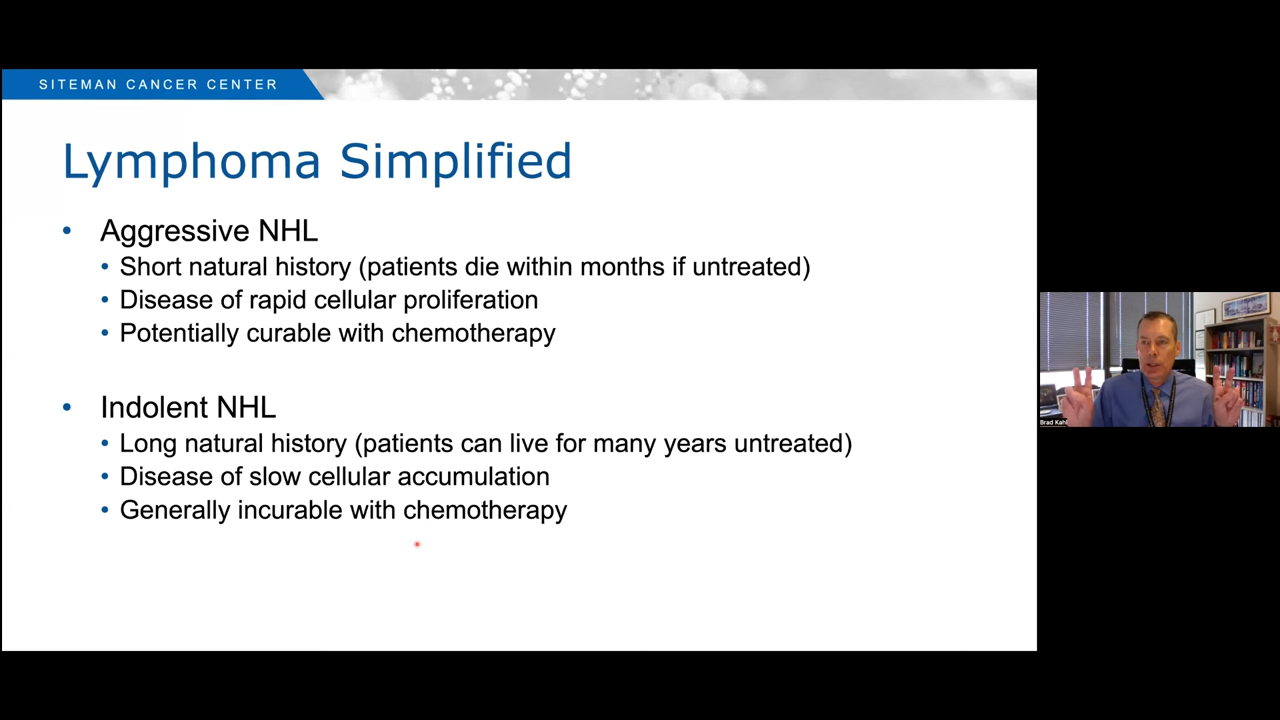 SITEMAN CANCER CENTER
Lymphoma Simplified
• Aggressive NHL
• Short natural history (patients die within months if untreated)
• Disease of rapid cellular proliferation
• Potentially curable with chemotherapy
• Indolent NHL
• Long natural history (patients can live for many years untreated)
• Disease of slow cellular accumulation
• Generally incurable with chemotherapy
Brad Kahl